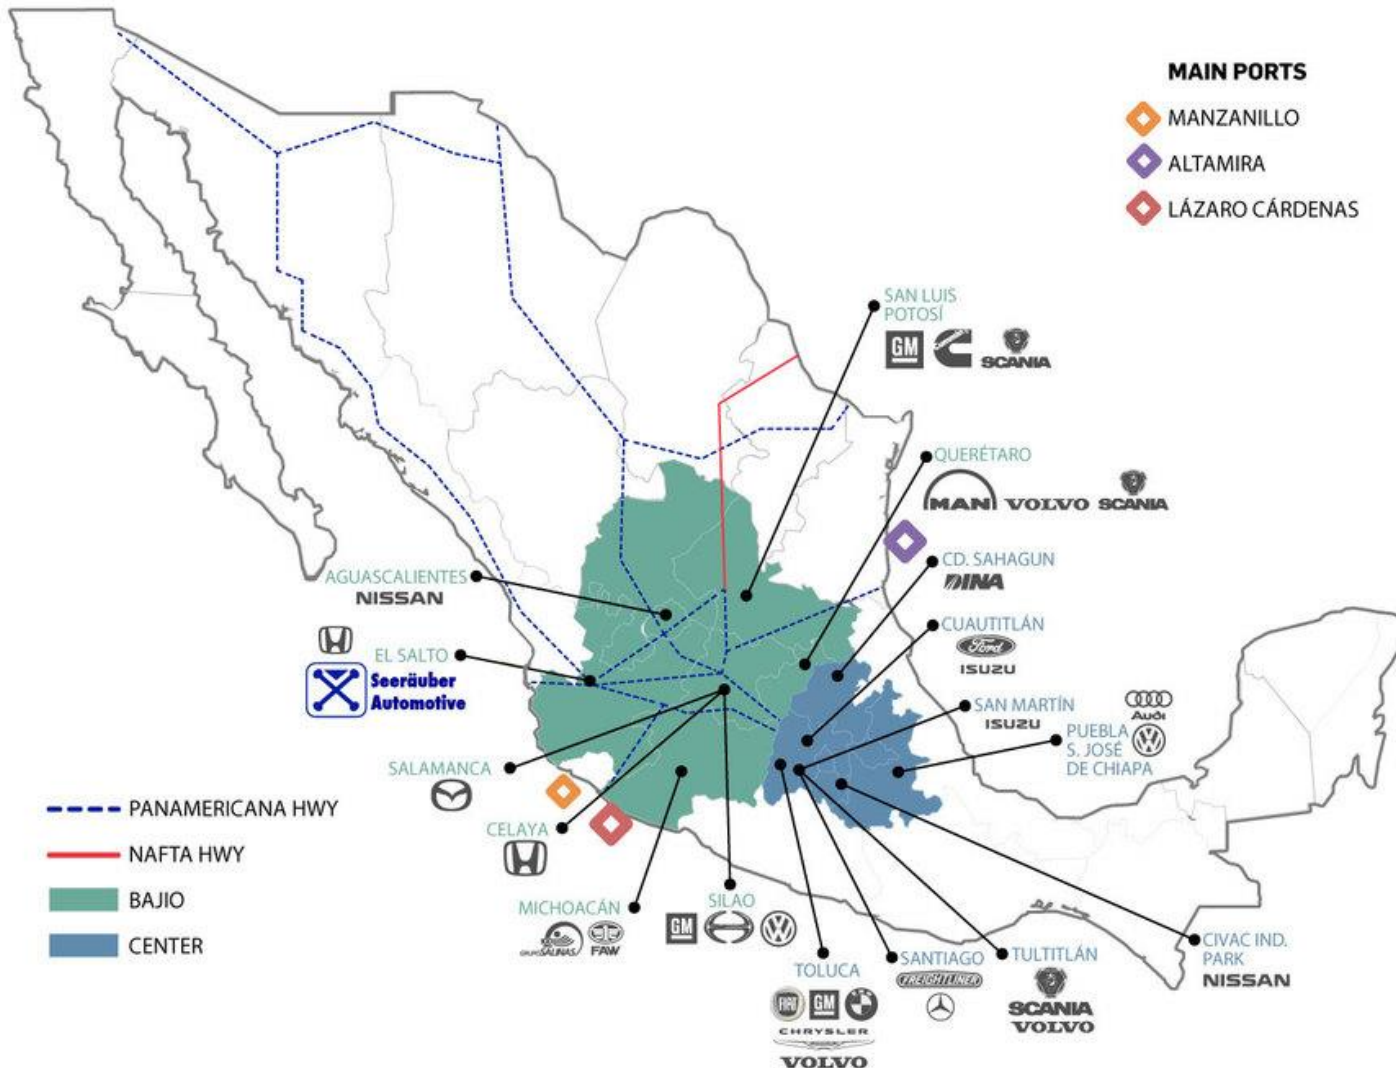 MAIN PORTS
MANZANILLO
ALTAMIRA
LÁZARO CÁRDENAS
SAN LUIS
POTOSÍ
GM
SCANIA
QUERÉTARO
MAN VOLVO SCANIA
CD. SAHAGUN
DINA
CUAUTITLÁN
Ford
ISUZU
SAN MARTÍN
ISUZU
Audi
PUEBLA
S. JOSÉ
DE CHIAPA
AGUASCALIENTES
NISSAN
EL SALTO
Seeräuber
Automotive
SALAMANCA
CELAYA
MICHOACÁN
GRUPO SALINAS
FAW
SILAO
GM
TOLUCA
FIAT GM
CHRYSLER
VOLVO
SANTIAGO
FREIGHTLINER
TULTITLÁN
SCANIA
VOLVO
CIVAC IND.
PARK
NISSAN
PANAMERICANA HWY
NAFTA HWY
BAJIO
CENTER